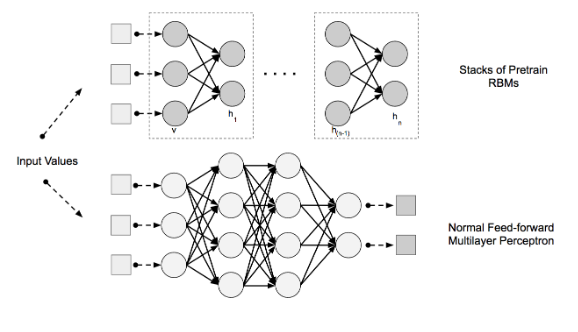 Stacks of Pretrain
RBMs
v
h1
h(n-1)
hn
Input Values
Normal Feed-forward
Multilayer Perceptron